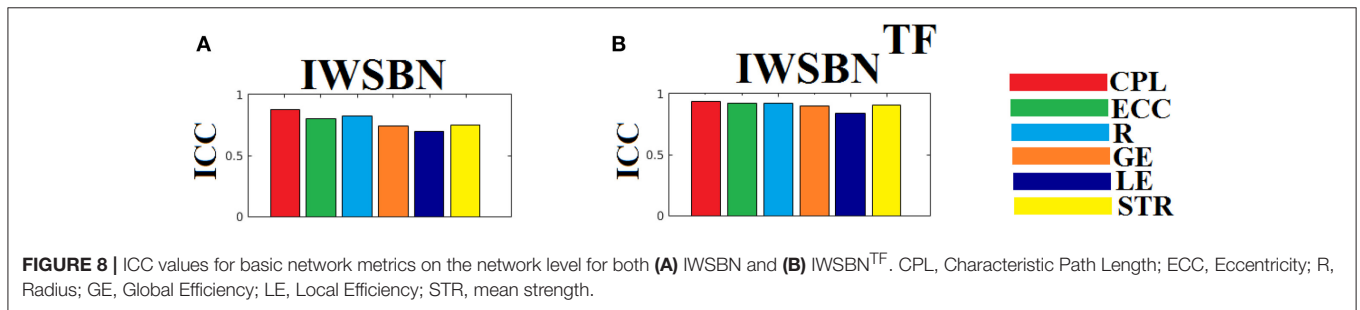 A
IWSBN
1
0.5
0
ICC
B
IWSBN^TF
1
0.5
0
ICC
CPL
ECC
R
GE
LE
STR
FIGURE 8 | ICC values for basic network metrics on the network level for both (A) IWSBN and (B) IWSBN^TF. CPL, Characteristic Path Length; ECC, Eccentricity; R,
Radius; GE, Global Efficiency; LE, Local Efficiency; STR, mean strength.